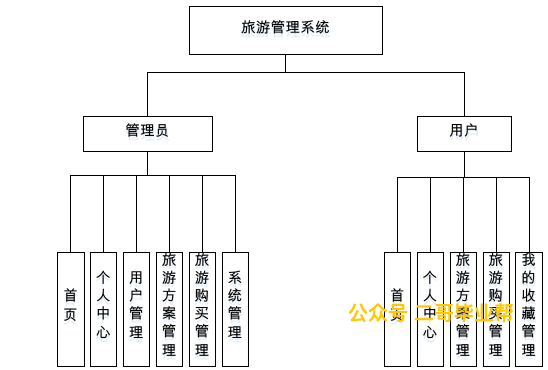 旅游管理系统
管理员
用户
首页
个人中心
用户管理
旅游方案管理
旅游购买管理
系统管理
首页
个人中心
旅游方案管理
旅游购买管理
我的收藏管理
公众号 二哥毕业帮